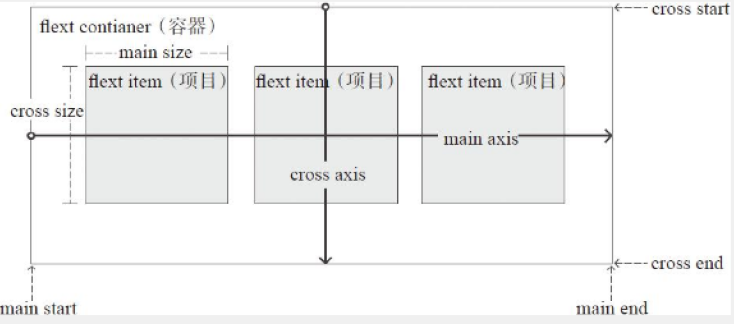 cross start
flext contianer（容器）
main size
flext item（项目）
flext item（项目）
flext item（项目）
cross size
main axis
cross axis
cross end
main start
main end